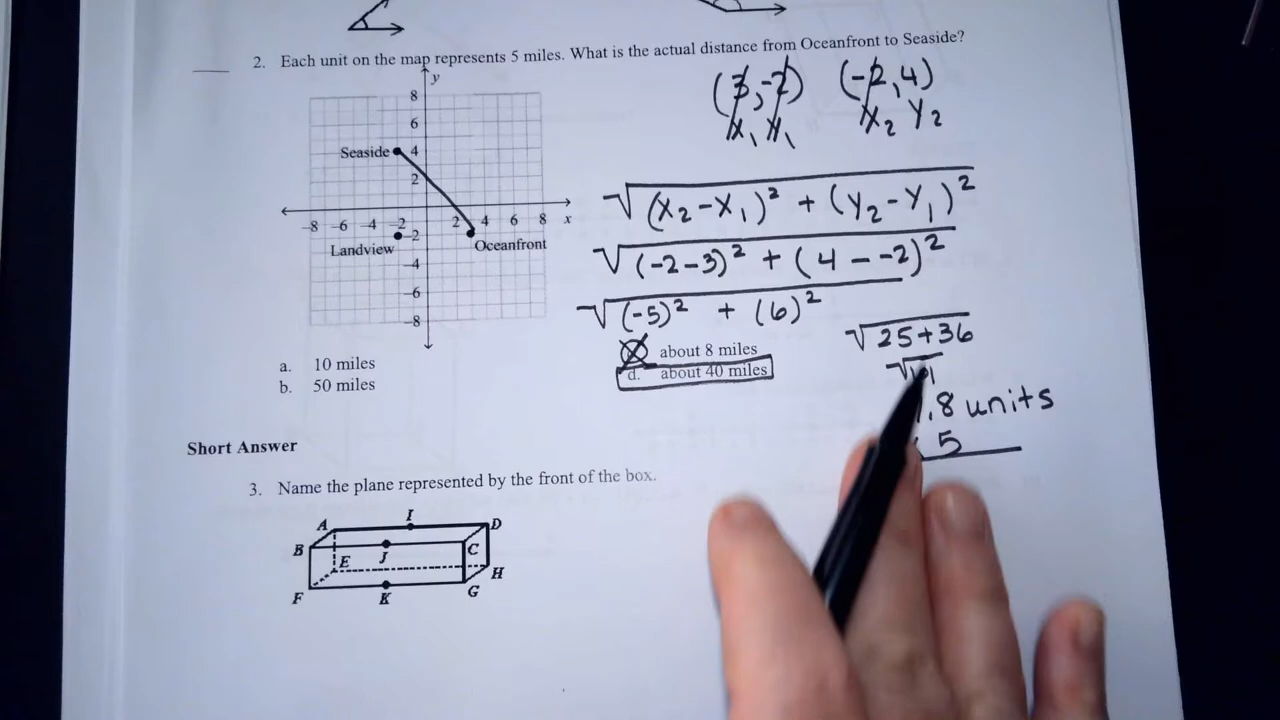 2. Each unit on the map represents 5 miles. What is the actual distance from Oceanfront to Seaside?
(3,-2) (-2,4)
X₂ Y₂
y
8
6
Seaside 4
2
-8 -6 -4 -2 2 4 6 8 x
-2
Landview Oceanfront
-4
-6
-8
√(X₂-X₁)² + (Y₂-Y₁)²
√(-2-3)² + (4--2)²
√(-5)² + (6)²
√25+36
a. 10 miles
b. 50 miles
about 8 miles
d. about 40 miles
.8 units
5
Short Answer
3. Name the plane represented by the front of the box.
A I D
B J C
E H
F K G